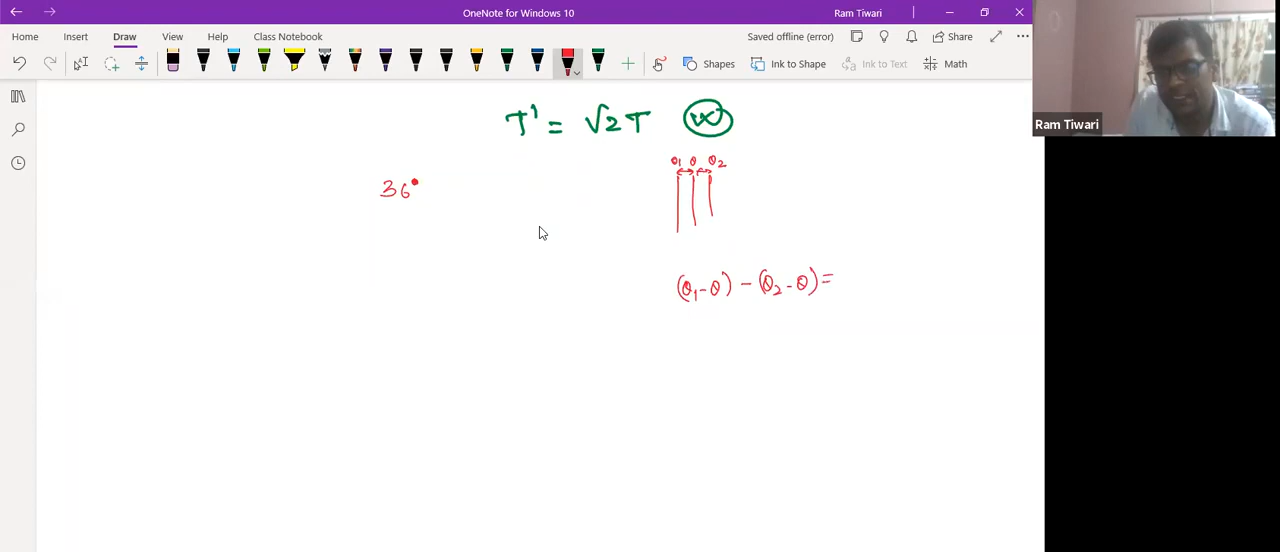 OneNote for Windows 10
Ram Tiwari
Home Insert Draw View Help Class Notebook
Saved offline (error) Share
Shapes Ink to Shape Ink to Text Math
Ram Tiwari
T' = √2 T
θ1 θ θ2
36°
(θ1 - θ) - (θ2 - θ) =